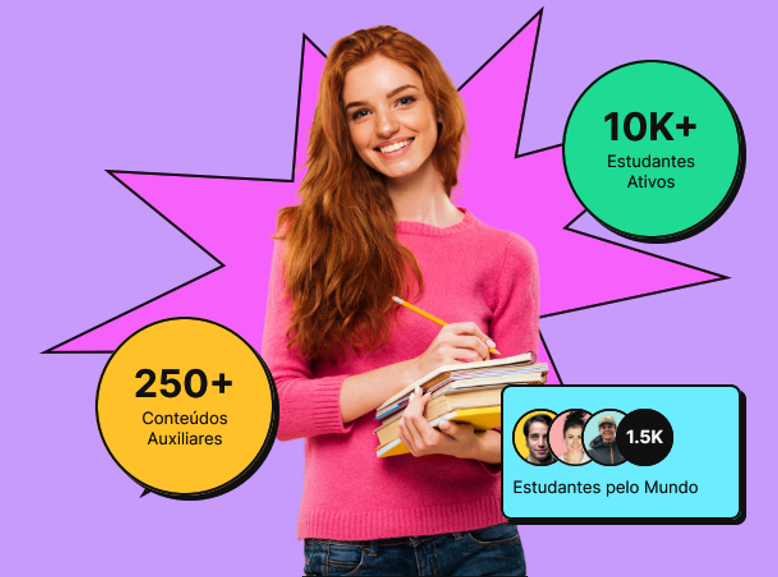 10K+
Estudantes
Ativos
250+
Conteúdos
Auxiliares
1.5K
Estudantes pelo Mundo